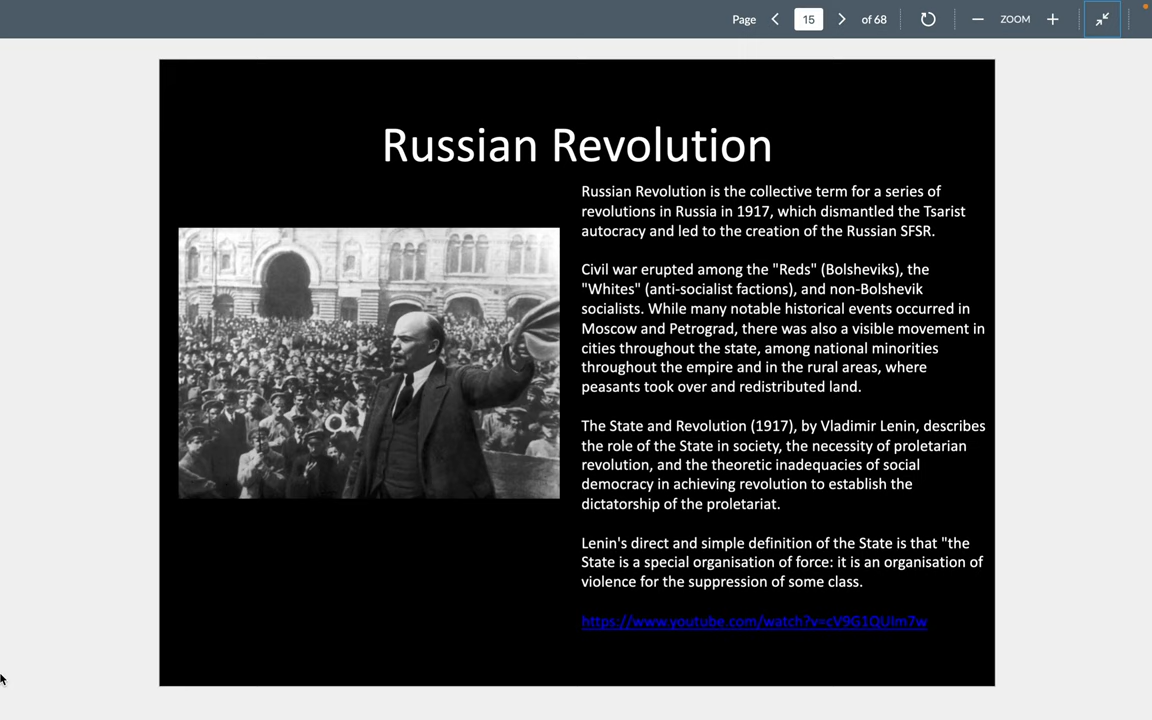 Page 15 of 68 ZOOM
Russian Revolution
Russian Revolution is the collective term for a series of
revolutions in Russia in 1917, which dismantled the Tsarist
autocracy and led to the creation of the Russian SFSR.
Civil war erupted among the "Reds" (Bolsheviks), the
"Whites" (anti-socialist factions), and non-Bolshevik
socialists. While many notable historical events occurred in
Moscow and Petrograd, there was also a visible movement in
cities throughout the state, among national minorities
throughout the empire and in the rural areas, where
peasants took over and redistributed land.
The State and Revolution (1917), by Vladimir Lenin, describes
the role of the State in society, the necessity of proletarian
revolution, and the theoretic inadequacies of social
democracy in achieving revolution to establish the
dictatorship of the proletariat.
Lenin's direct and simple definition of the State is that "the
State is a special organisation of force: it is an organisation of
violence for the suppression of some class.
https://www.youtube.com/watch?v=cV9G1QUIm7w